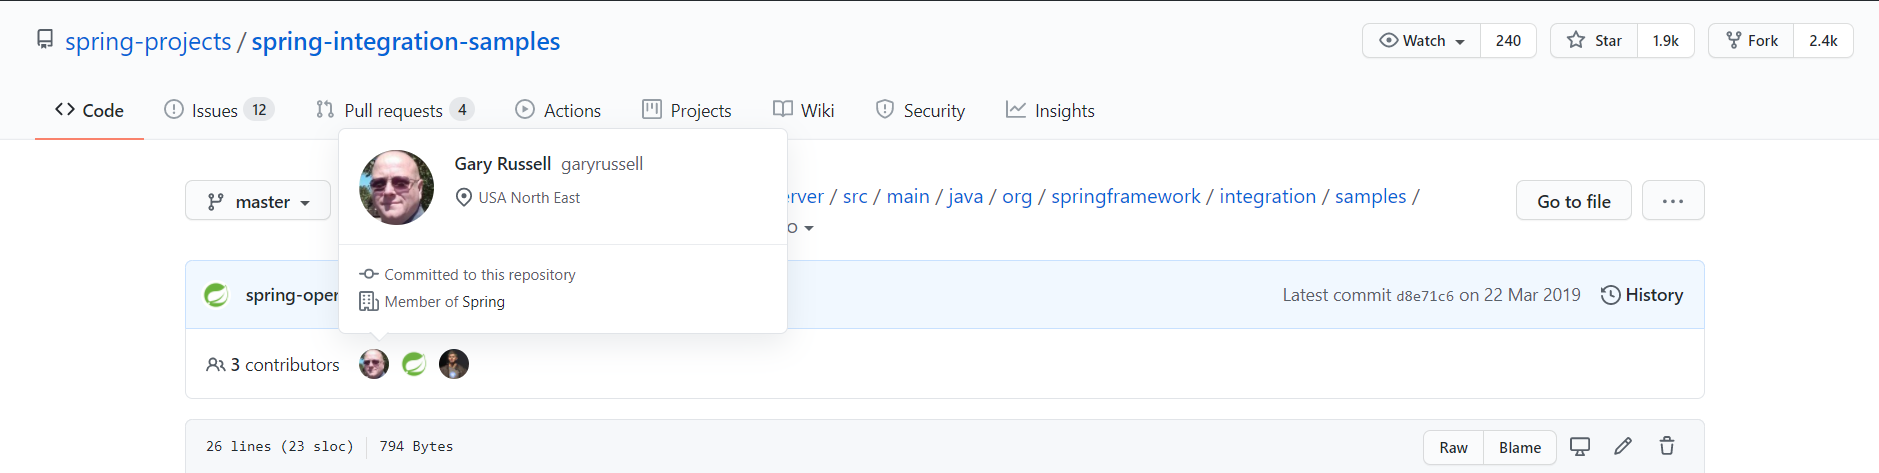 spring-projects / spring-integration-samples
Watch 240 Star 1.9k Fork 2.4k
Code Issues 12 Pull requests 4 Actions Projects Wiki Security Insights
Gary Russell garyrussell
USA North East
Committed to this repository
Member of Spring
master
/ src / main / java / org / springframework / integration / samples /
Go to file ...
Latest commit d8e71c6 on 22 Mar 2019 History
3 contributors
26 lines (23 sloc) 794 Bytes
Raw Blame